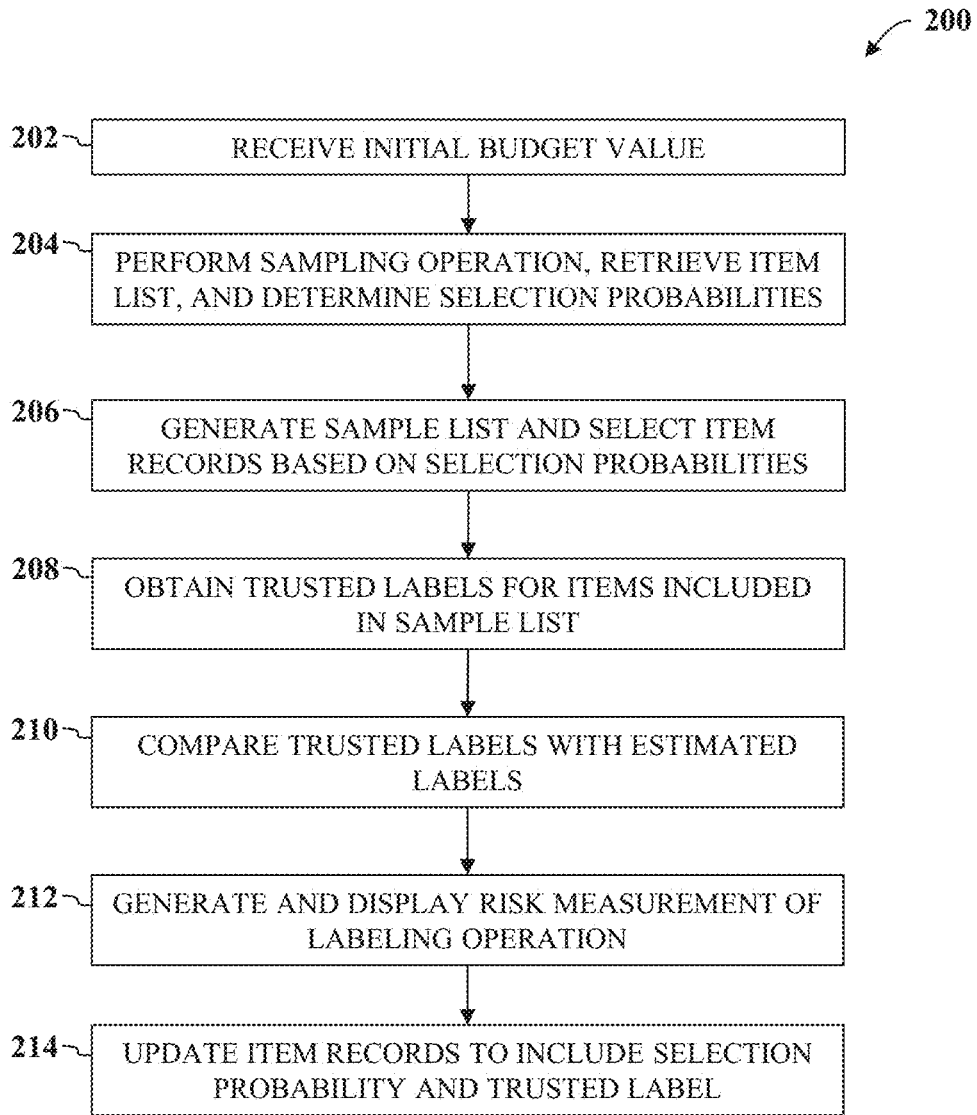 200
202
RECEIVE INITIAL BUDGET VALUE
204
PERFORM SAMPLING OPERATION, RETRIEVE ITEM
LIST, AND DETERMINE SELECTION PROBABILITIES
206
GENERATE SAMPLE LIST AND SELECT ITEM
RECORDS BASED ON SELECTION PROBABILITIES
208
OBTAIN TRUSTED LABELS FOR ITEMS INCLUDED
IN SAMPLE LIST
210
COMPARE TRUSTED LABELS WITH ESTIMATED
LABELS
212
GENERATE AND DISPLAY RISK MEASUREMENT OF
LABELING OPERATION
214
UPDATE ITEM RECORDS TO INCLUDE SELECTION
PROBABILITY AND TRUSTED LABEL